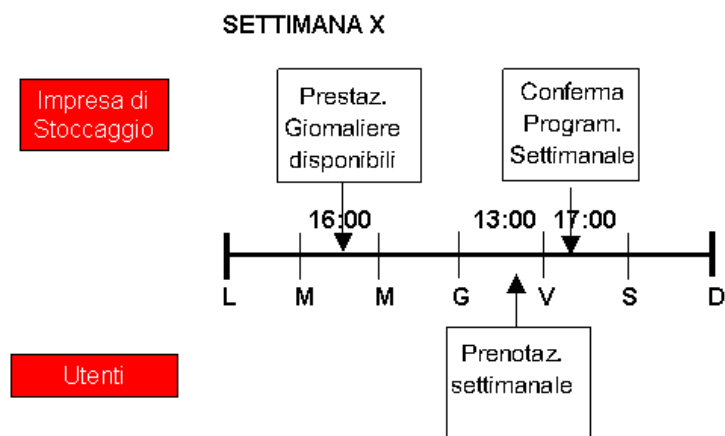 SETTIMANA X
Impresa di
Stoccaggio
Prestaz.
Giornaliere
disponibili
Conferma
Program.
Settimanale
16:00
13:00
17:00
L M M G V S D
Utenti
Prenotaz.
settimanale